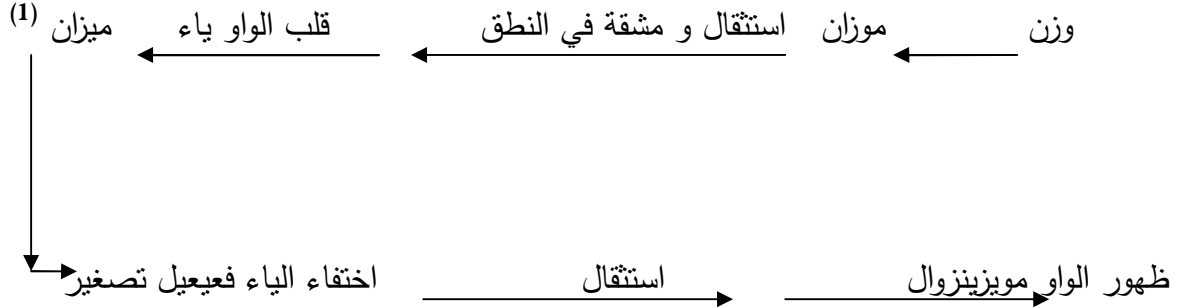 وزن موزان استثقال و مشقة في النطق قلب الواو ياء ميزان (1)
ظهور الواو مويزينزوال استثقال اختفاء الياء فعيعيل تصغير